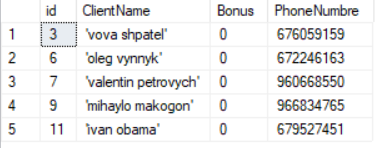 id ClientName Bonus PhoneNumbre
1 3 'vova shpatel' 0 676059159
2 6 'oleg vynnyk' 0 672246163
3 7 'valentin petrovych' 0 960668550
4 9 'mihaylo makogon' 0 966834765
5 11 'ivan obama' 0 679527451